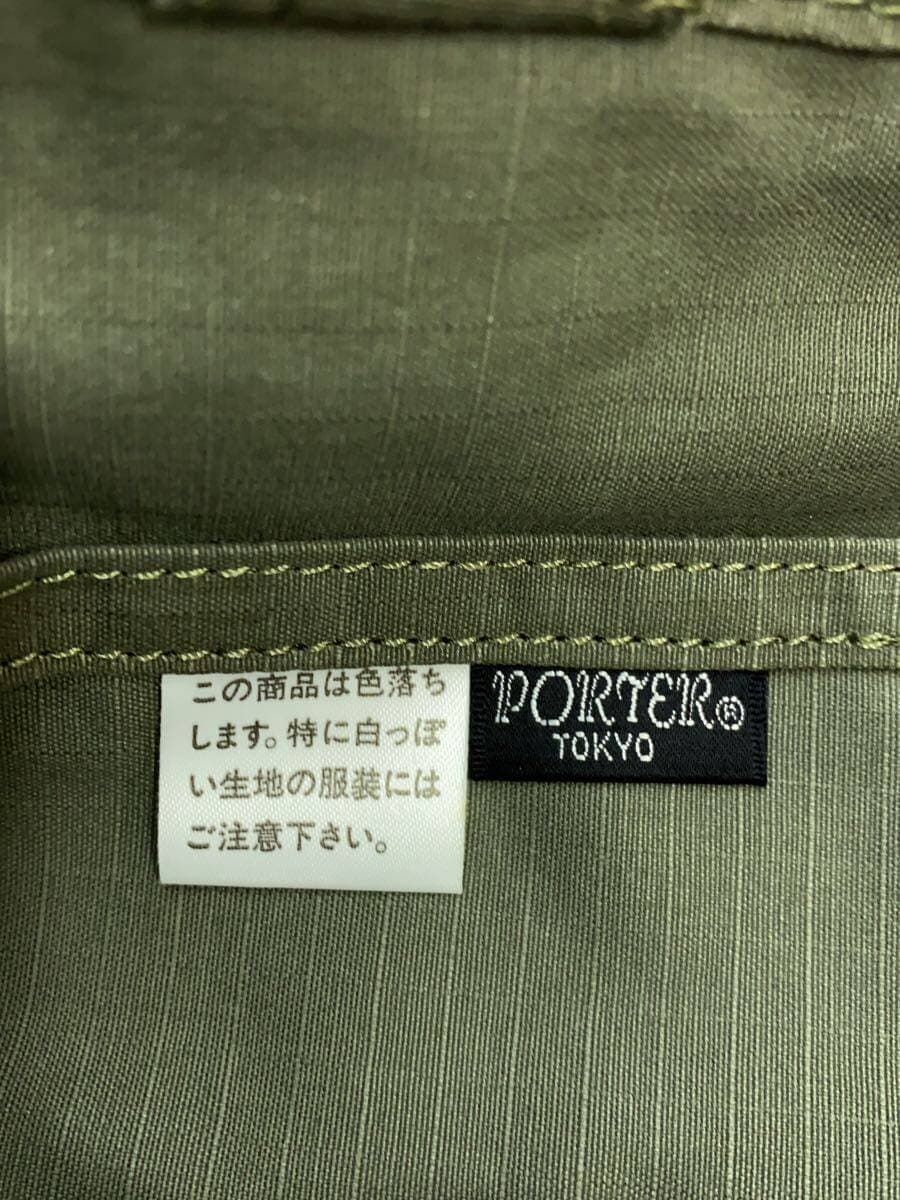 この商品は色落ち
します。特に白っぽ
い生地の服装には
ご注意下さい。
PORTER®
TOKYO